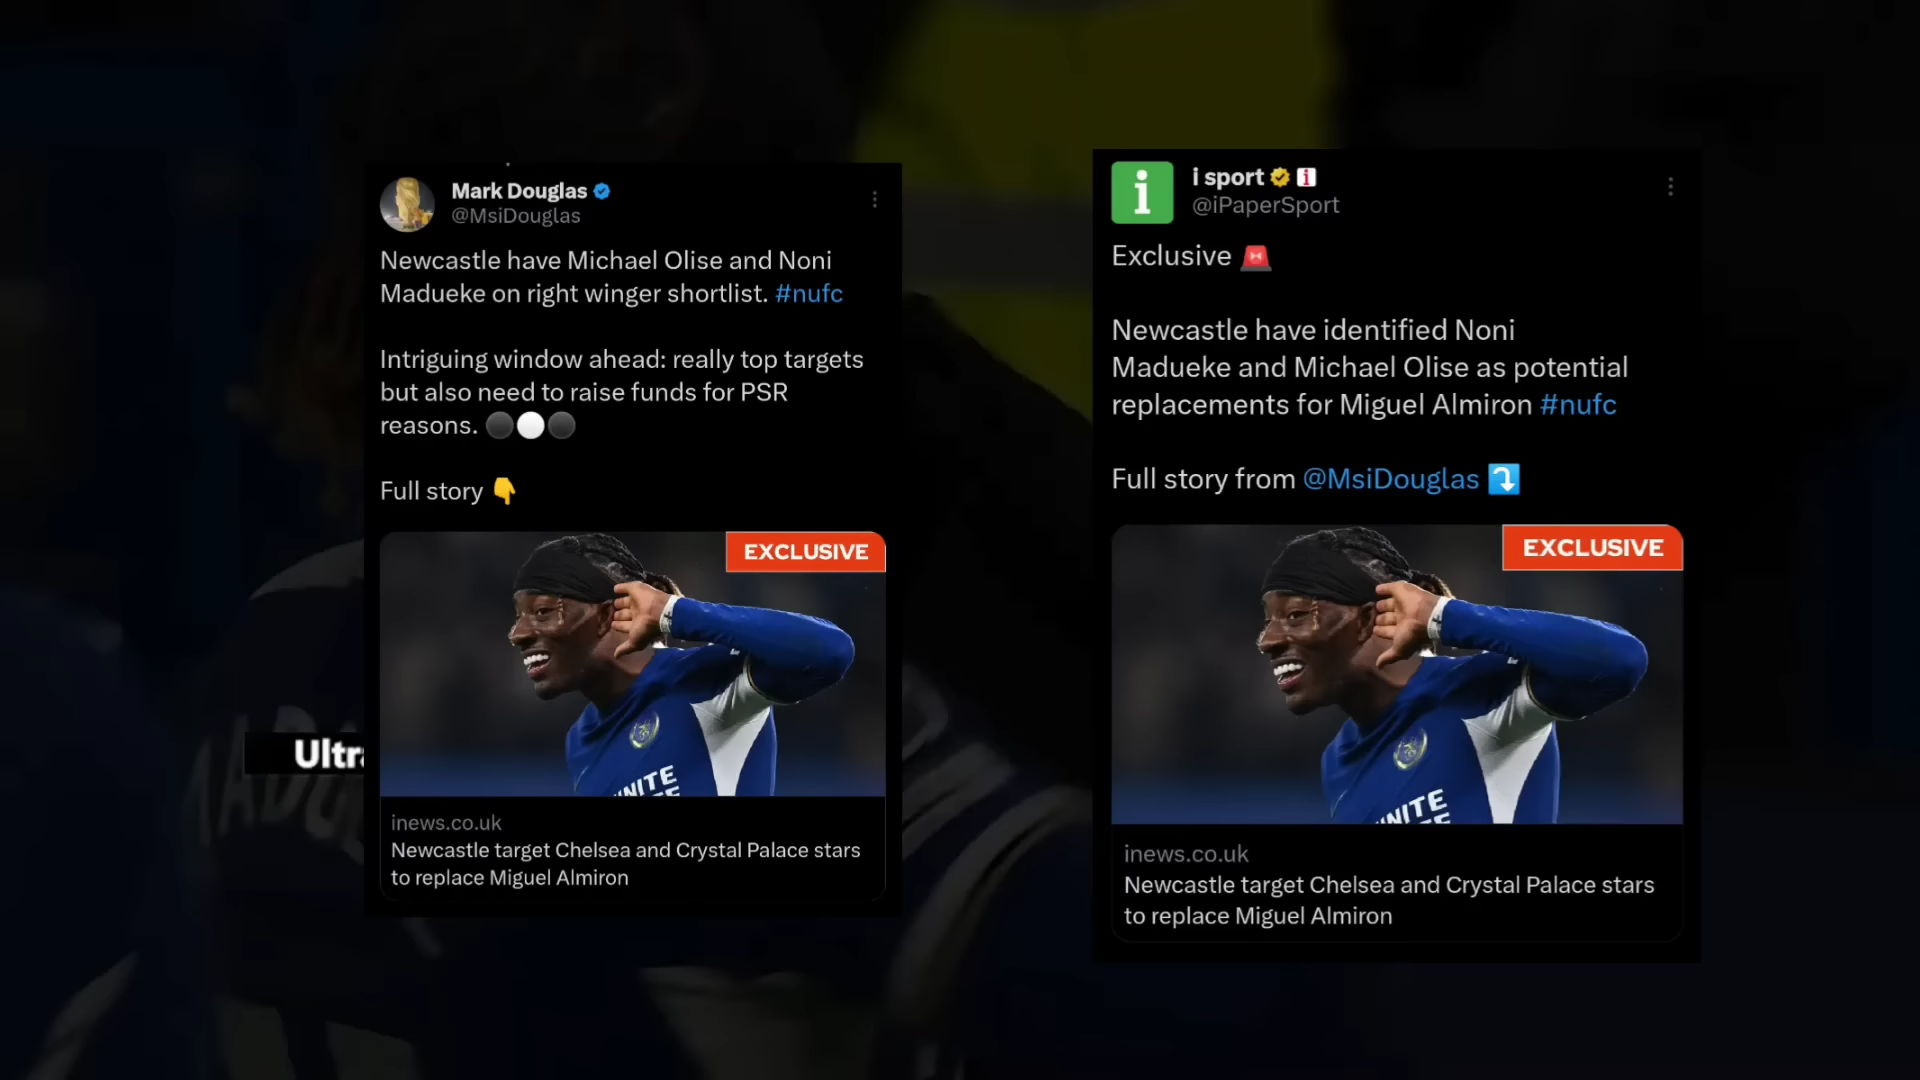 Mark Douglas
@MsiDouglas
Newcastle have Michael Olise and Noni
Madueke on right winger shortlist. #nufc
Intriguing window ahead: really top targets
but also need to raise funds for PSR
reasons.
Full story
EXCLUSIVE
inews.co.uk
Newcastle target Chelsea and Crystal Palace stars
to replace Miguel Almiron
i
i sport
@iPaperSport
Exclusive
Newcastle have identified Noni
Madueke and Michael Olise as potential
replacements for Miguel Almiron #nufc
Full story from @MsiDouglas
EXCLUSIVE
inews.co.uk
Newcastle target Chelsea and Crystal Palace stars
to replace Miguel Almiron